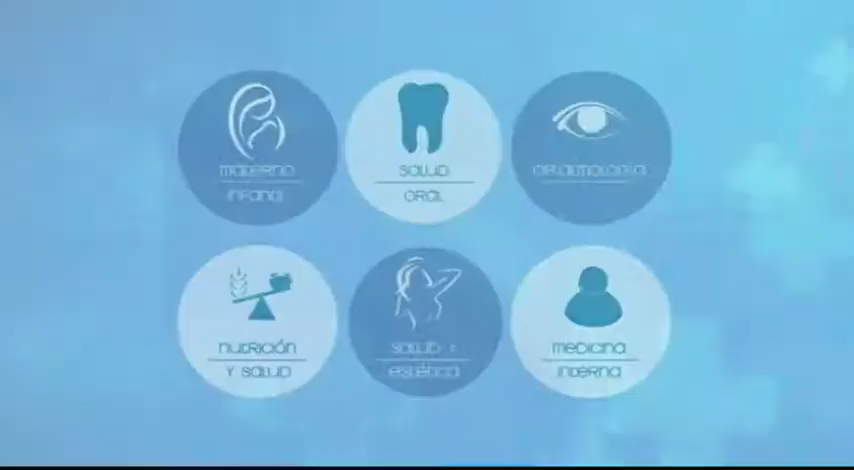 materno
infantil
SALUD
ORAL
OFTALMOLOGÍA
nutrición
Y SALUD
SALUD Y
estética
medicina
interna